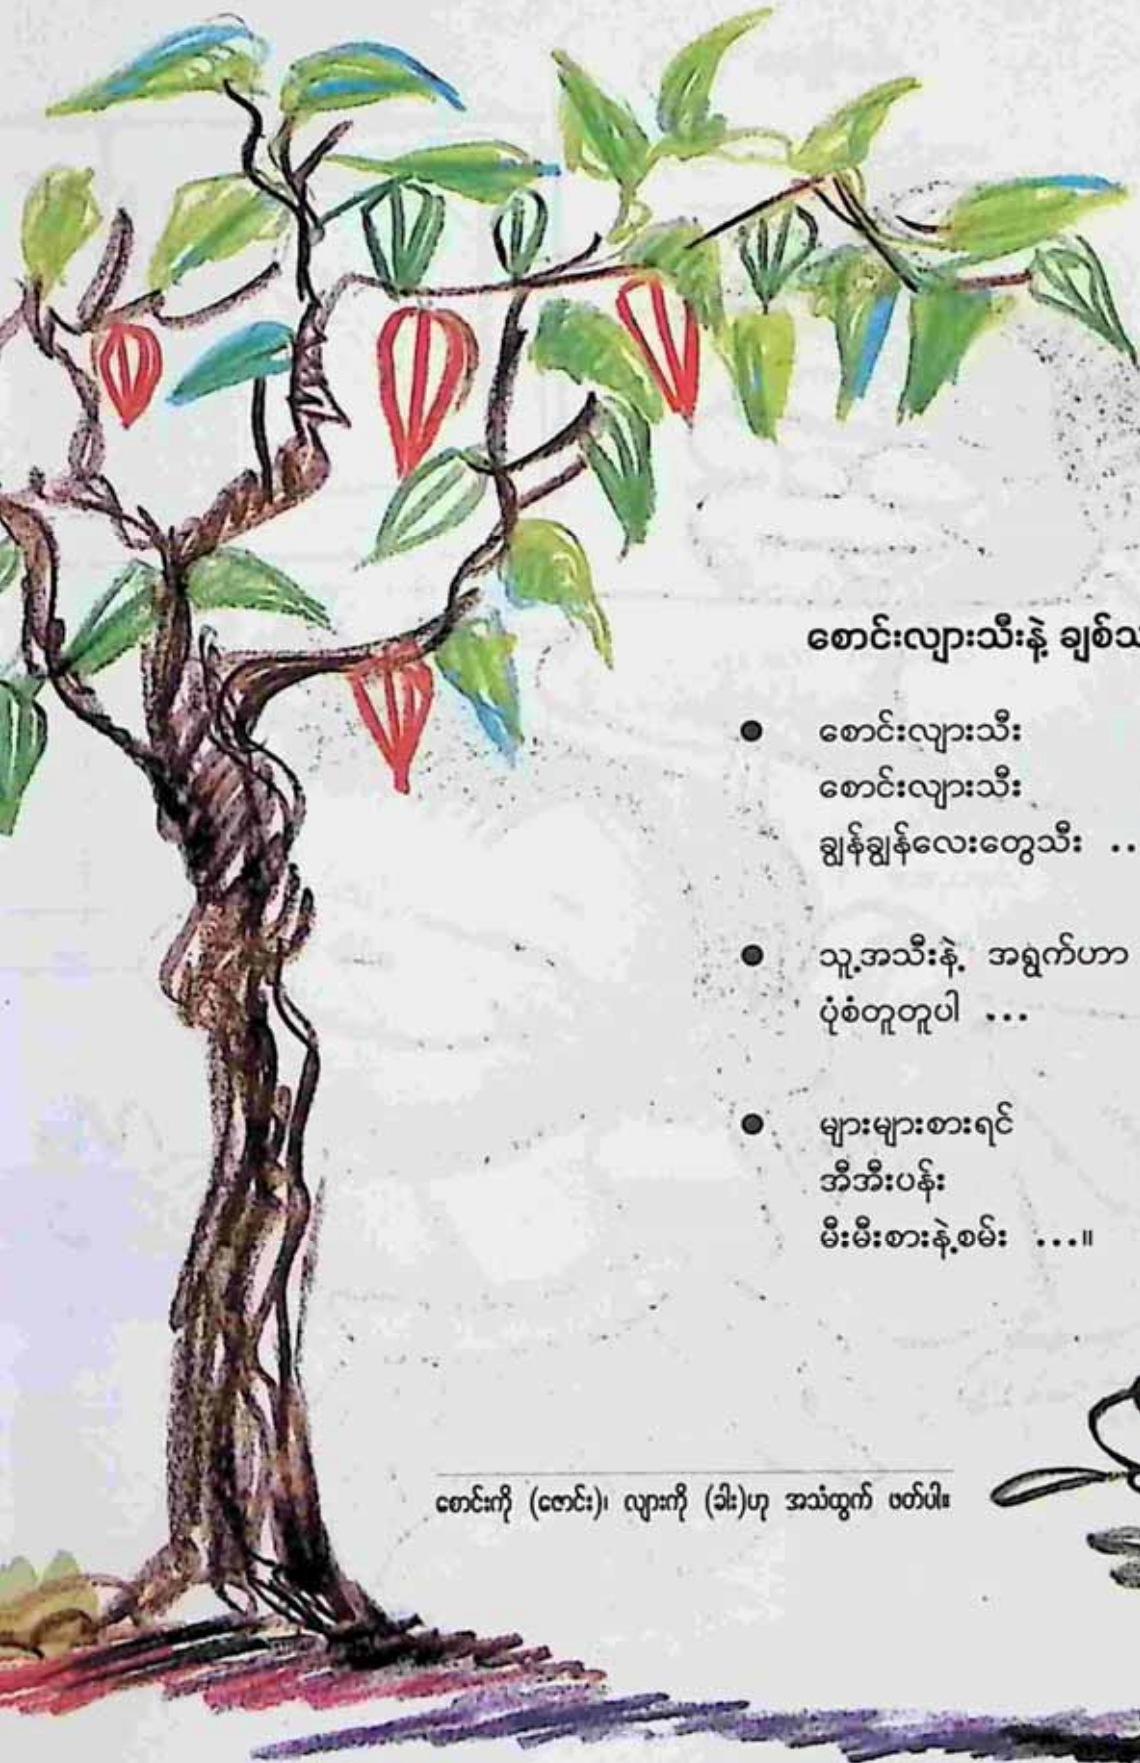 စောင်းလျားသီးနဲ့
● စောင်းလျားသီး
စောင်းလျားသီး
ချွန်ချွန်လေးတွေသီး ..
● သူ့အသီးနဲ့ အရွက်ဟာ
ပုံစံတူတူပါ ...
● များများစားရင်
အီအီးပန်း
မီးမီးစားနဲ့စမ်း ...။
စောင်းကို (ဇောင်း)၊ လျားကို (ခါး)ဟု အသံထွက် ဖတ်ပါ။